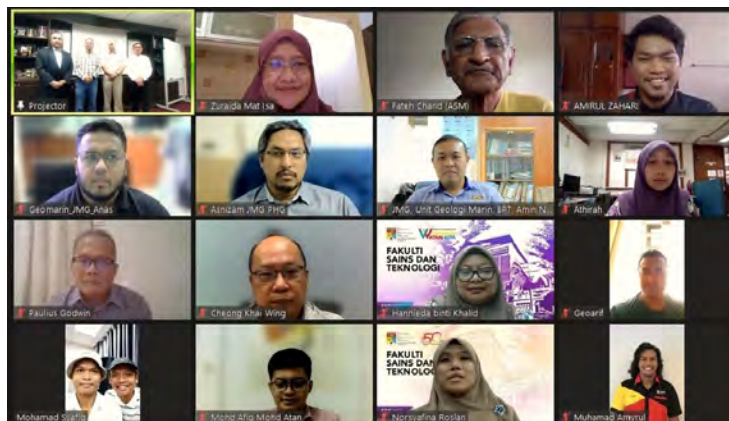 Projector
Zuraida Mat Isa
Fateh Chand (ASM)
AMIRUL ZAHARI
Geomarin_JMG_Anas
Asnizam JMG PHG
JMG, Unit Geologi Marin, BPT, Amin N
Athirah
Paulius Godwin
Cheong Khai Wing
FAKULTI
SAINS DAN
TEKNOLOGI
Hannieda binti Khalid
Geoarif
Mohamad Syafiq
Mohd Afiq Mohd Atan
FAKULTI
SAINS DAN
TEKNOLOGI
Norsyafina Roslan
Muhamad Amyrul